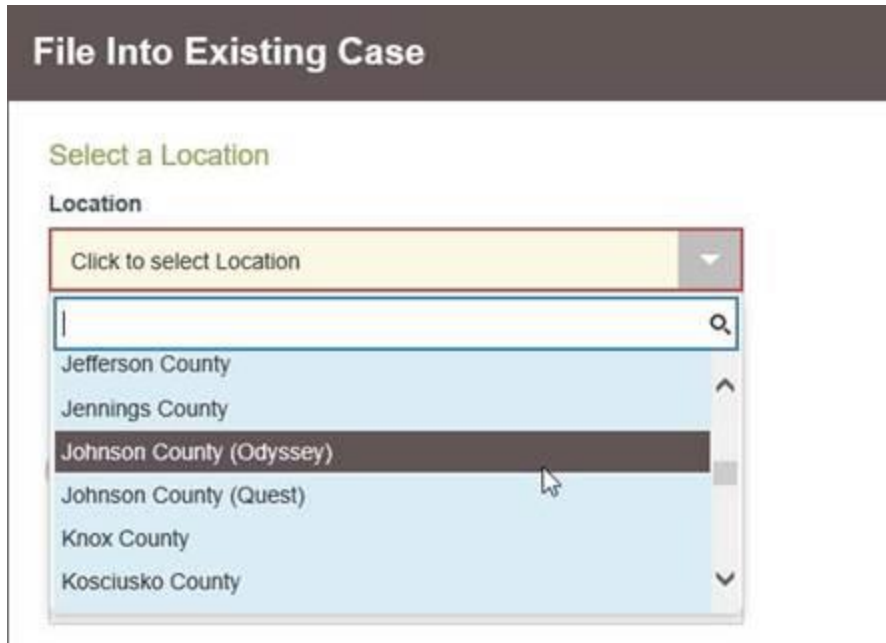 File Into Existing Case
Select a Location
Location
Click to select Location
Jefferson County
Jennings County
Johnson County (Odyssey)
Johnson County (Quest)
Knox County
Kosciusko County